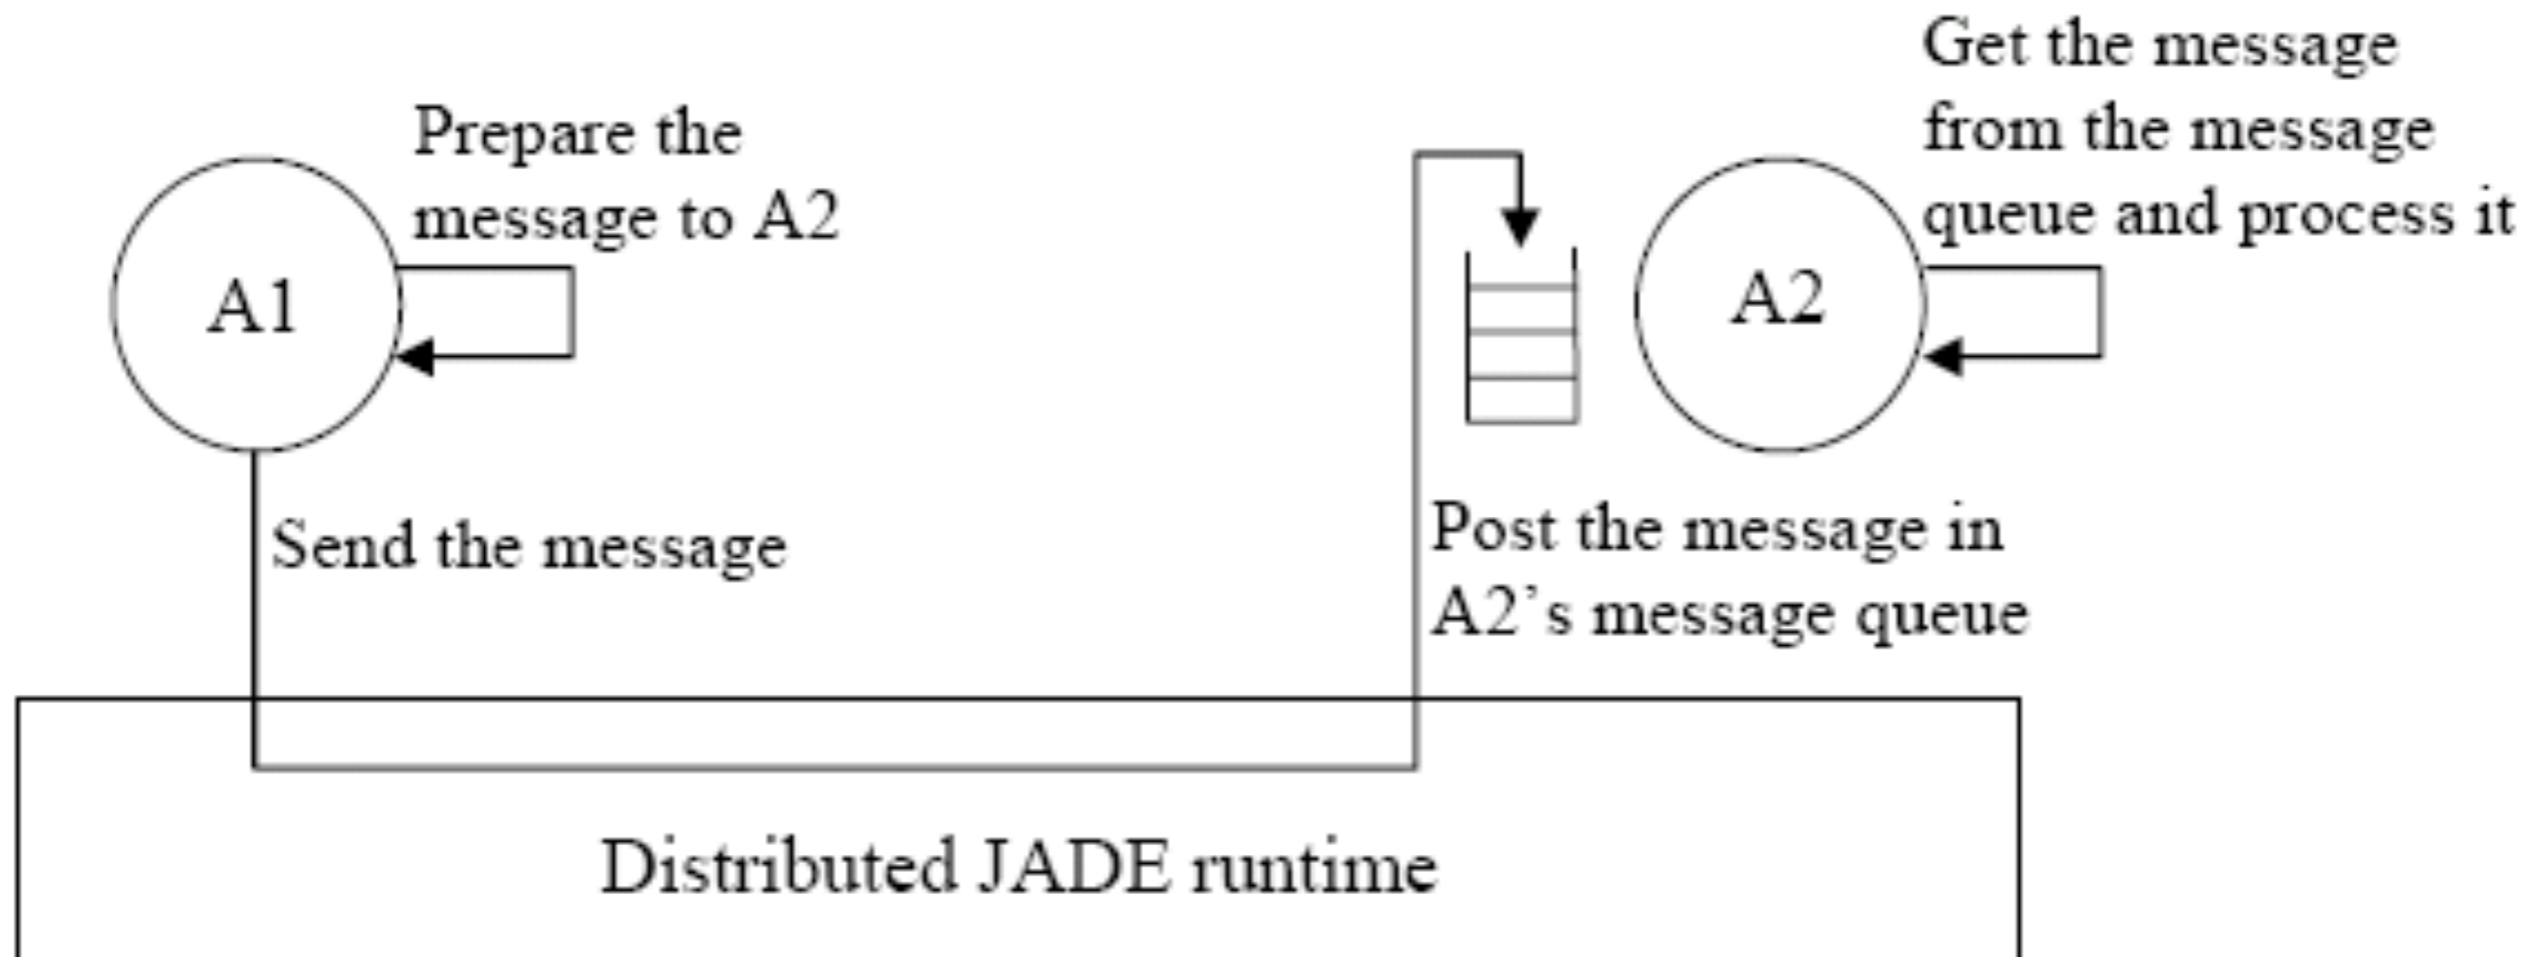 Prepare the
message to A2
A1
Send the message
Get the message
from the message
queue and process it
A2
Post the message in
A2’s message queue
Distributed JADE runtime